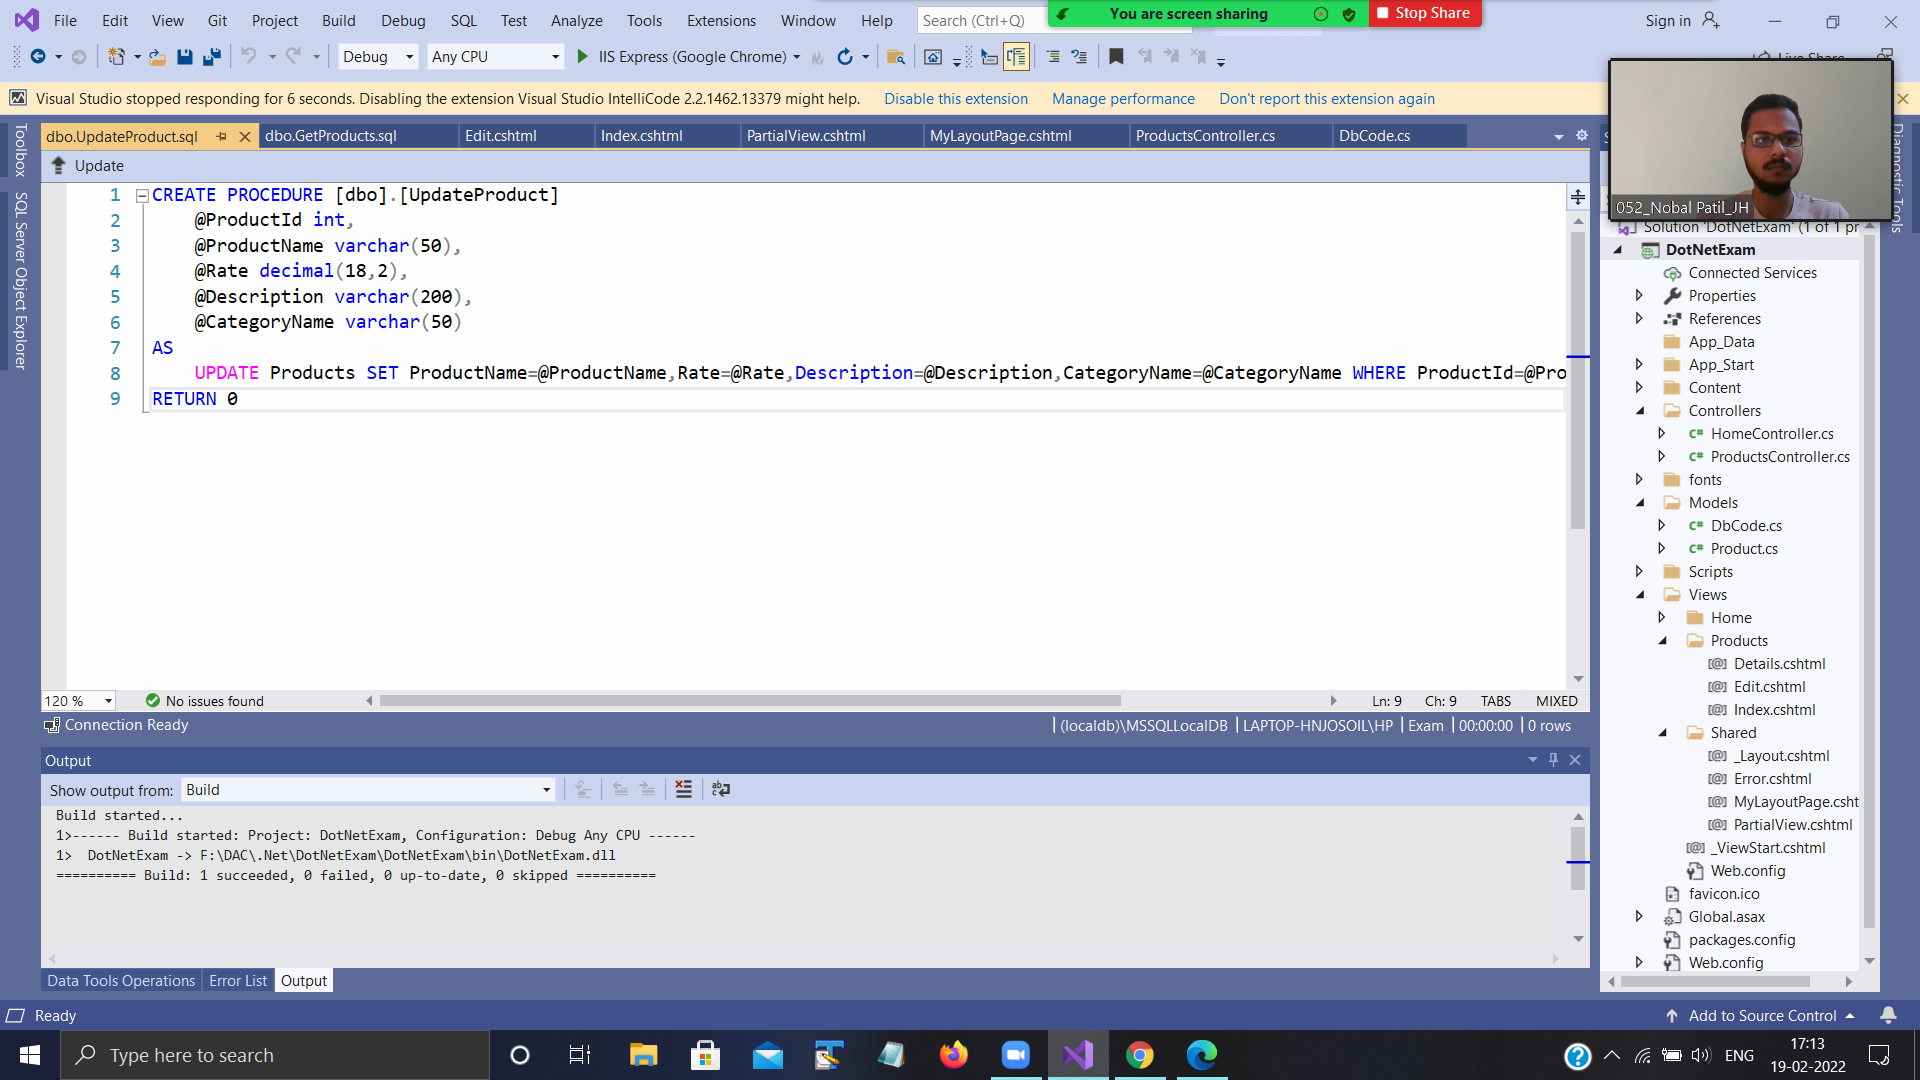 File Edit View Git Project Build Debug SQL Test Analyze Tools Extensions Window Help Search (Ctrl+Q) You are screen sharing Stop Share Sign in
Debug Any CPU IIS Express (Google Chrome) Live Share
Visual Studio stopped responding for 6 seconds. Disabling the extension Visual Studio IntelliCode 2.2.1462.13379 might help. Disable this extension Manage performance Don't report this extension again
Toolbox
SQL Server Object Explorer
dbo.UpdateProduct.sql dbo.GetProducts.sql Edit.cshtml Index.cshtml PartialView.cshtml MyLayoutPage.cshtml ProductsController.cs DbCode.cs
Update
1 CREATE PROCEDURE [dbo].[UpdateProduct]
2 @ProductId int,
3 @ProductName varchar(50),
4 @Rate decimal(18,2),
5 @Description varchar(200),
6 @CategoryName varchar(50)
7 AS
8 UPDATE Products SET ProductName=@ProductName,Rate=@Rate,Description=@Description,CategoryName=@CategoryName WHERE ProductId=@Pro
9 RETURN 0
120 % No issues found Ln: 9 Ch: 9 TABS MIXED
Connection Ready (localdb)\MSSQLLocalDB LAPTOP-HNJOSOIL\HP Exam 00:00:00 0 rows
Output
Show output from: Build
Build started...
1>------ Build started: Project: DotNetExam, Configuration: Debug Any CPU ------
1>  DotNetExam -> F:\DAC\.Net\DotNetExam\DotNetExam\bin\DotNetExam.dll
========== Build: 1 succeeded, 0 failed, 0 up-to-date, 0 skipped ==========
Data Tools Operations Error List Output
052_Nobal Patil_JH
Diagnostic Tools
Solution 'DotNetExam' (1 of 1 pr
DotNetExam
Connected Services
Properties
References
App_Data
App_Start
Content
Controllers
C# HomeController.cs
C# ProductsController.cs
fonts
Models
C# DbCode.cs
C# Product.cs
Scripts
Views
Home
Products
[@] Details.cshtml
[@] Edit.cshtml
[@] Index.cshtml
Shared
[@] _Layout.cshtml
[@] Error.cshtml
[@] MyLayoutPage.csht
[@] PartialView.cshtml
[@] _ViewStart.cshtml
Web.config
favicon.ico
Global.asax
packages.config
Web.config
Ready Add to Source Control
Type here to search ENG 17:13
19-02-2022